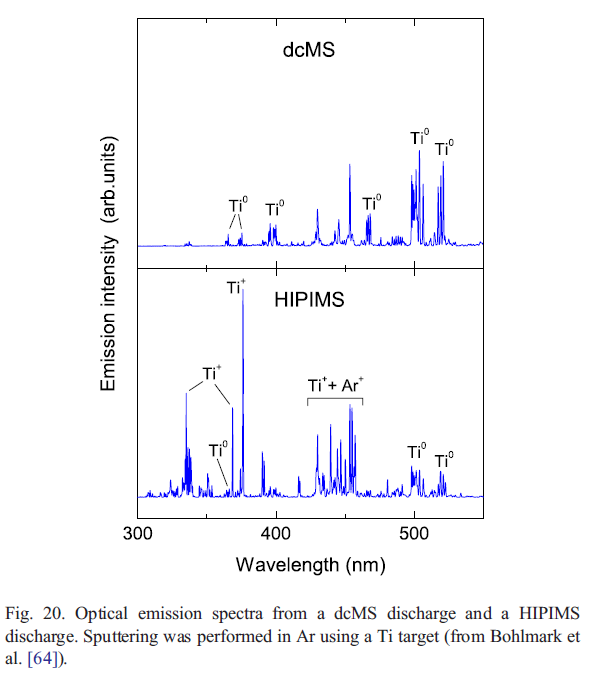 dcMS
Ti⁰
Ti⁰
Ti⁰
Ti⁰
Ti⁰
Emission intensity (arb.units)
HIPIMS
Ti⁺
Ti⁺
Ti⁰
Ti⁺+ Ar⁺
Ti⁰
Ti⁰
300 400 500
Wavelength (nm)
Fig. 20. Optical emission spectra from a dcMS discharge and a HIPIMS
discharge. Sputtering was performed in Ar using a Ti target (from Bohlmark et
al. [64]).